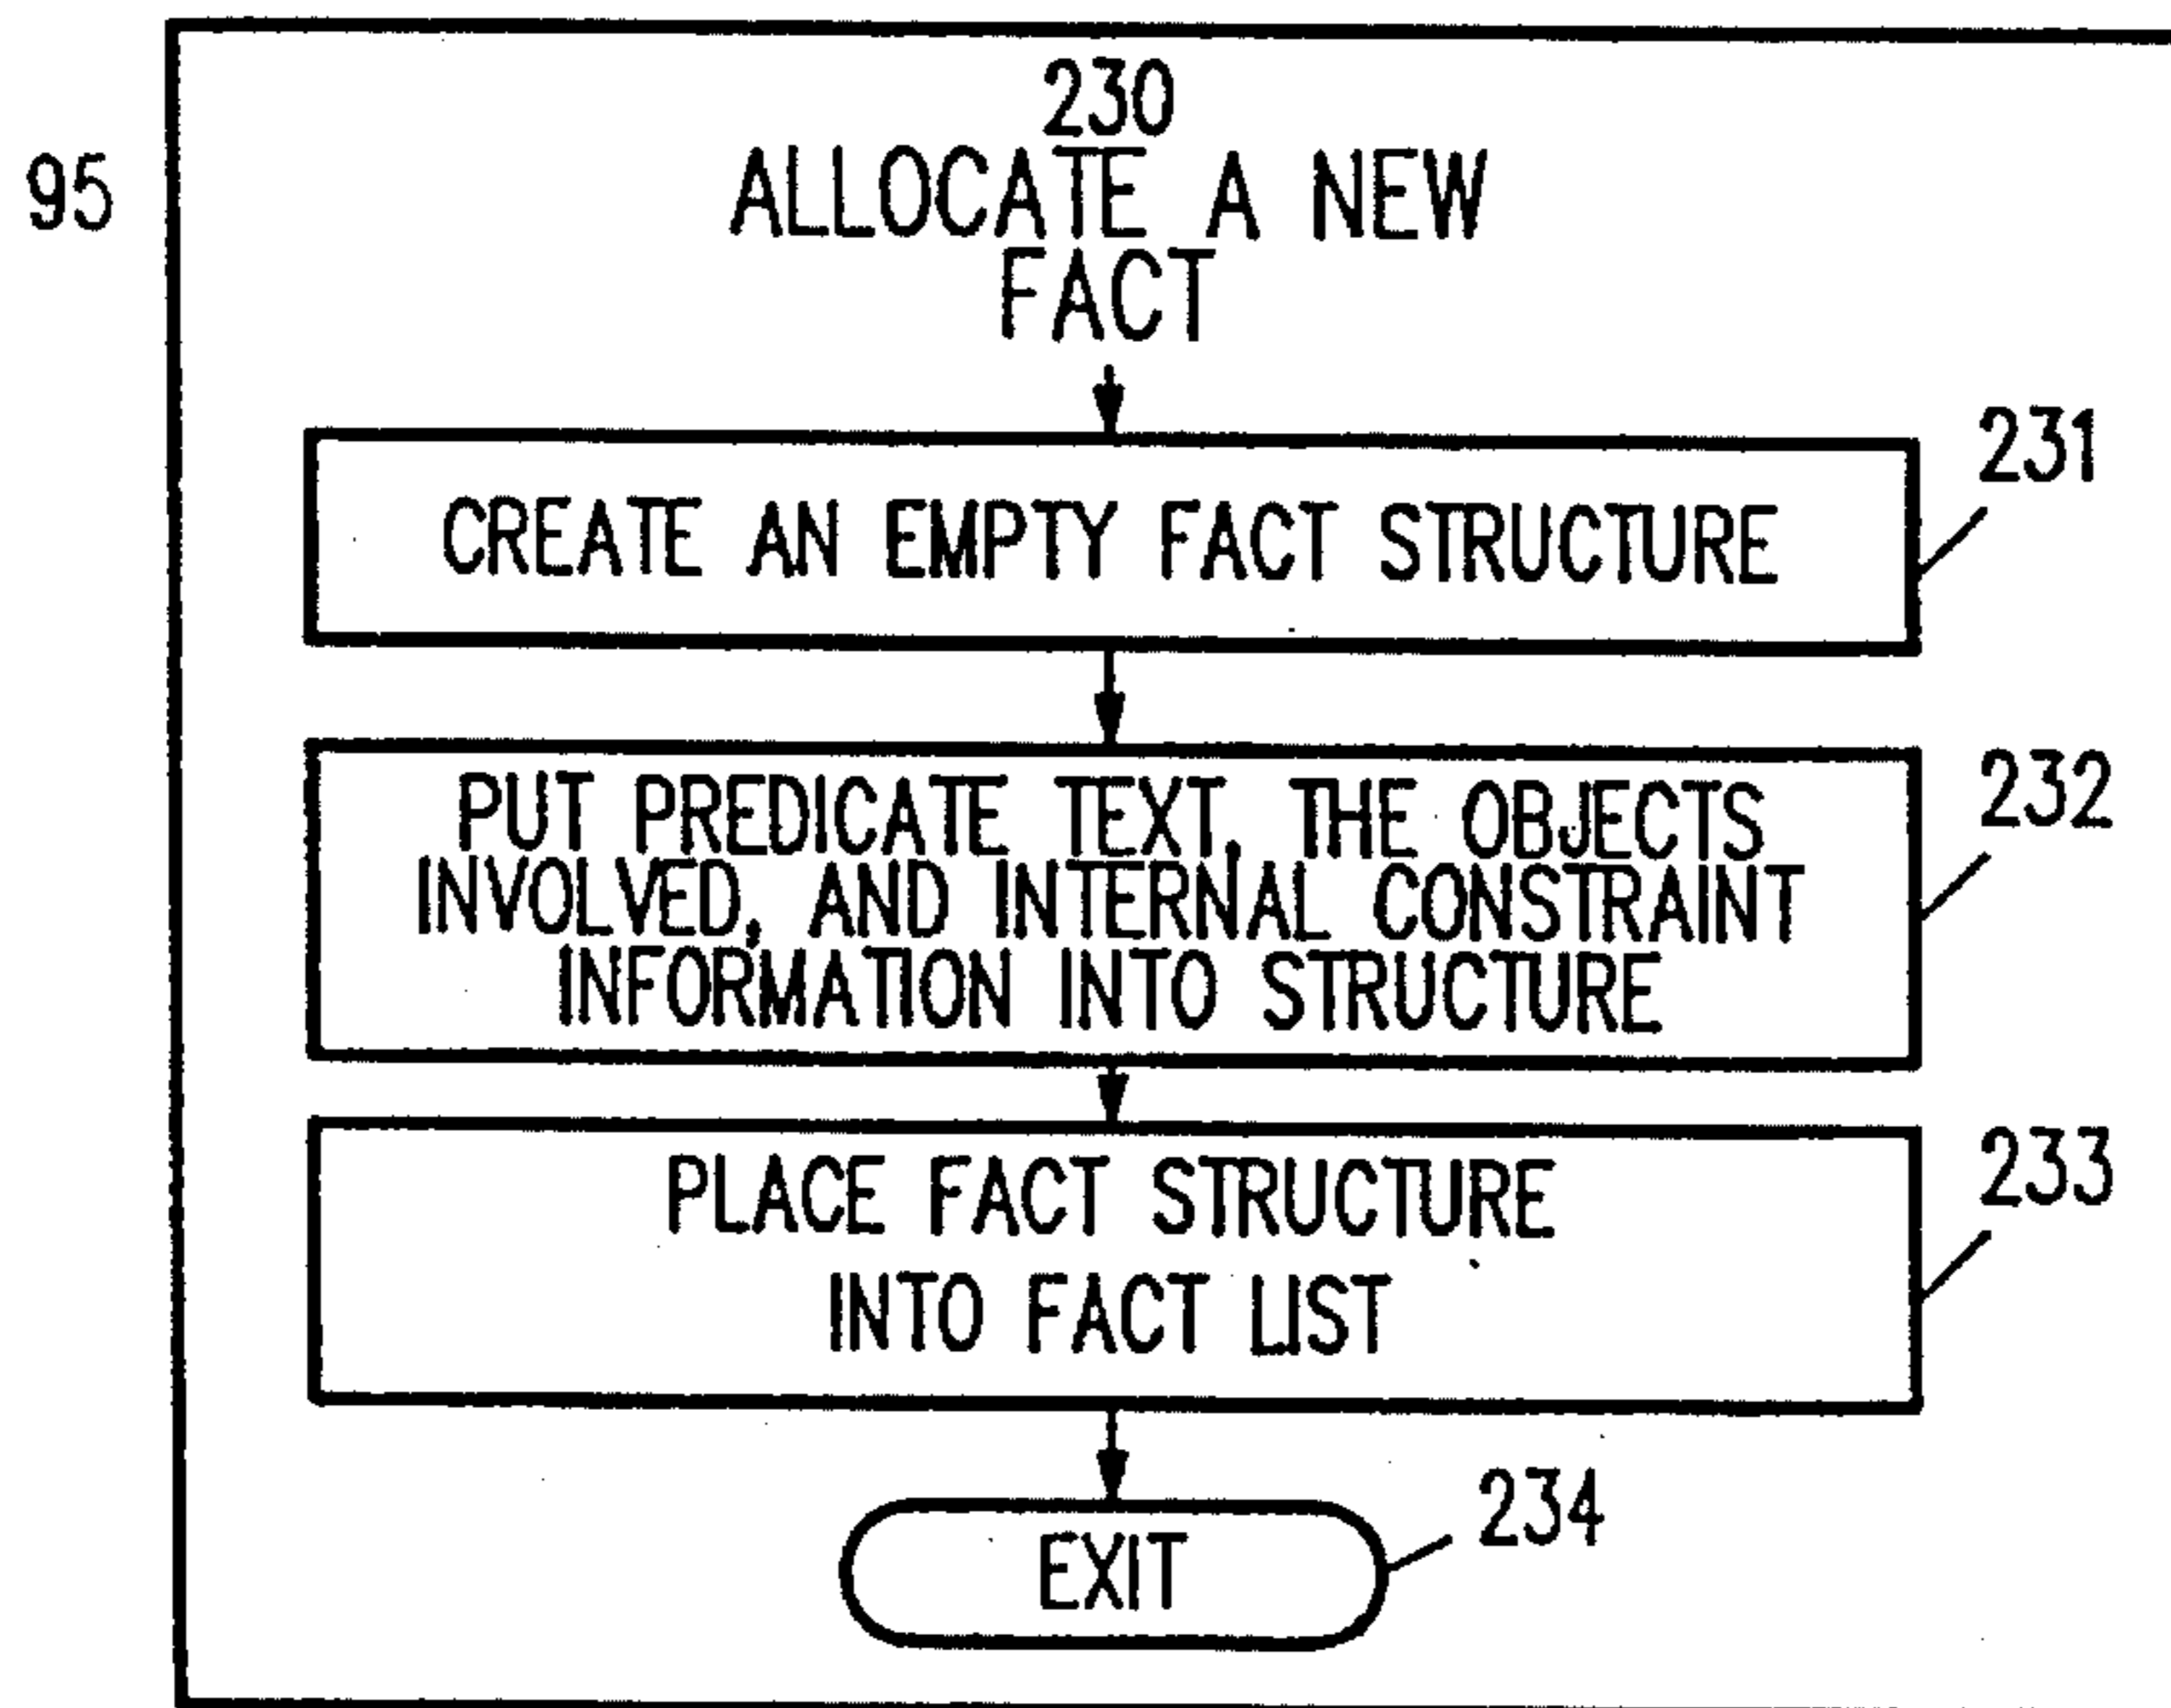 230
95
ALLOCATE A NEW
FACT
231
CREATE AN EMPTY FACT STRUCTURE
232
PUT PREDICATE TEXT, THE OBJECTS
INVOLVED, AND INTERNAL CONSTRAINT
INFORMATION INTO STRUCTURE
233
PLACE FACT STRUCTURE
INTO FACT LIST
234
EXIT